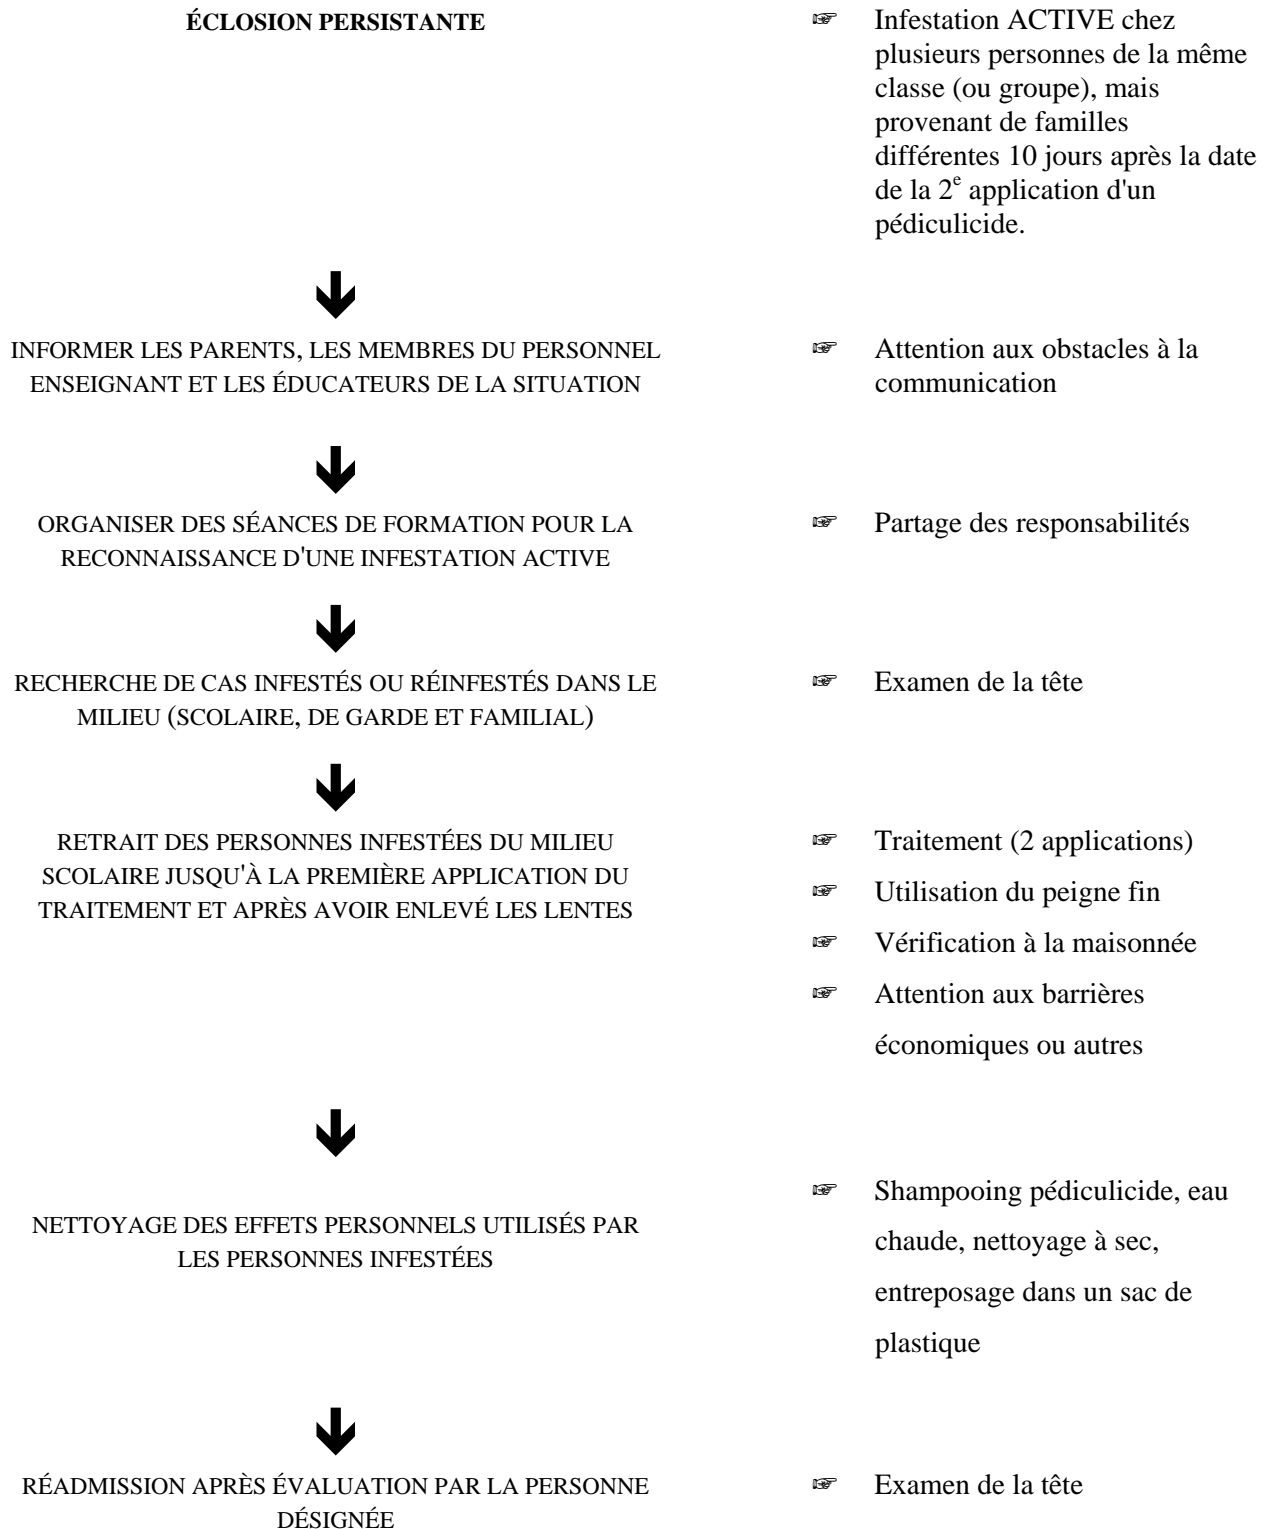 ÉCLOSION PERSISTANTE
☞ Infestation ACTIVE chez
plusieurs personnes de la même
classe (ou groupe), mais
provenant de familles
différentes 10 jours après la date
de la 2e application d'un
pédiculicide.
INFORMER LES PARENTS, LES MEMBRES DU PERSONNEL
ENSEIGNANT ET LES ÉDUCATEURS DE LA SITUATION
☞ Attention aux obstacles à la
communication
ORGANISER DES SÉANCES DE FORMATION POUR LA
RECONNAISSANCE D'UNE INFESTATION ACTIVE
☞ Partage des responsabilités
RECHERCHE DE CAS INFESTÉS OU RÉINFESTÉS DANS LE
MILIEU (SCOLAIRE, DE GARDE ET FAMILIAL)
☞ Examen de la tête
RETRAIT DES PERSONNES INFESTÉES DU MILIEU
SCOLAIRE JUSQU'À LA PREMIÈRE APPLICATION DU
TRAITEMENT ET APRÈS AVOIR ENLEVÉ LES LENTES
☞ Traitement (2 applications)
☞ Utilisation du peigne fin
☞ Vérification à la maisonnée
☞ Attention aux barrières
économiques ou autres
NETTOYAGE DES EFFETS PERSONNELS UTILISÉS PAR
LES PERSONNES INFESTÉES
☞ Shampooing pédiculicide, eau
chaude, nettoyage à sec,
entreposage dans un sac de
plastique
RÉADMISSION APRÈS ÉVALUATION PAR LA PERSONNE
DÉSIGNÉE
☞ Examen de la tête